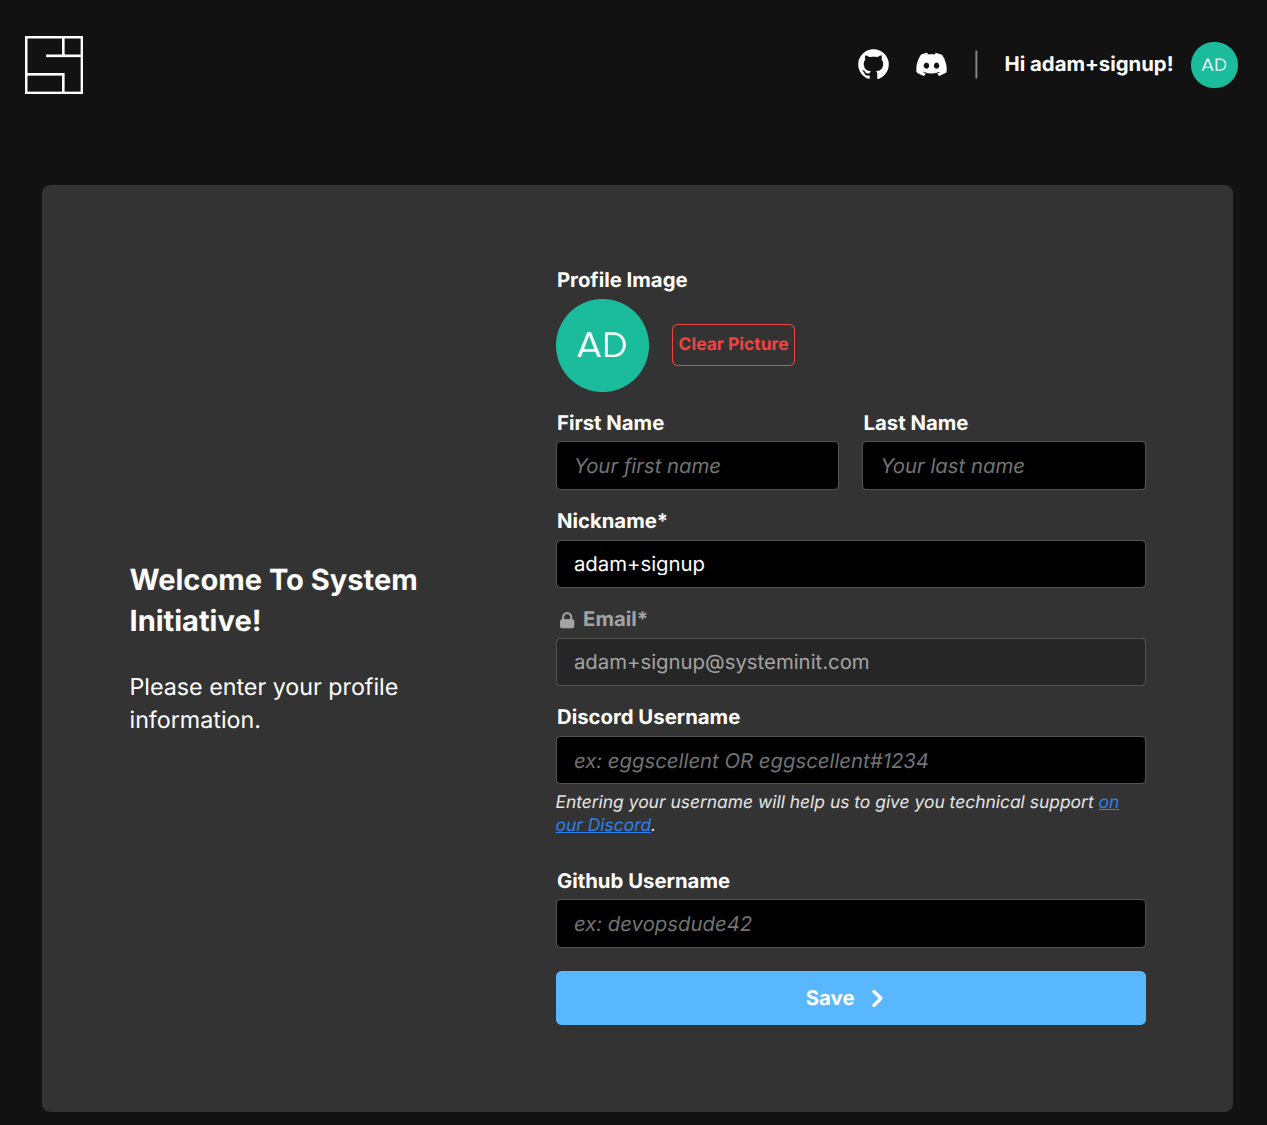 Hi adam+signup!
AD
Profile Image
AD
Clear Picture
First Name
Last Name
Your first name
Your last name
Nickname*
adam+signup
Welcome To System
Initiative!
Please enter your profile
information.
Email*
adam+signup@systeminit.com
Discord Username
ex: eggscellent OR eggscellent#1234
Entering your username will help us to give you technical support on
our Discord.
Github Username
ex: devopsdude42
Save